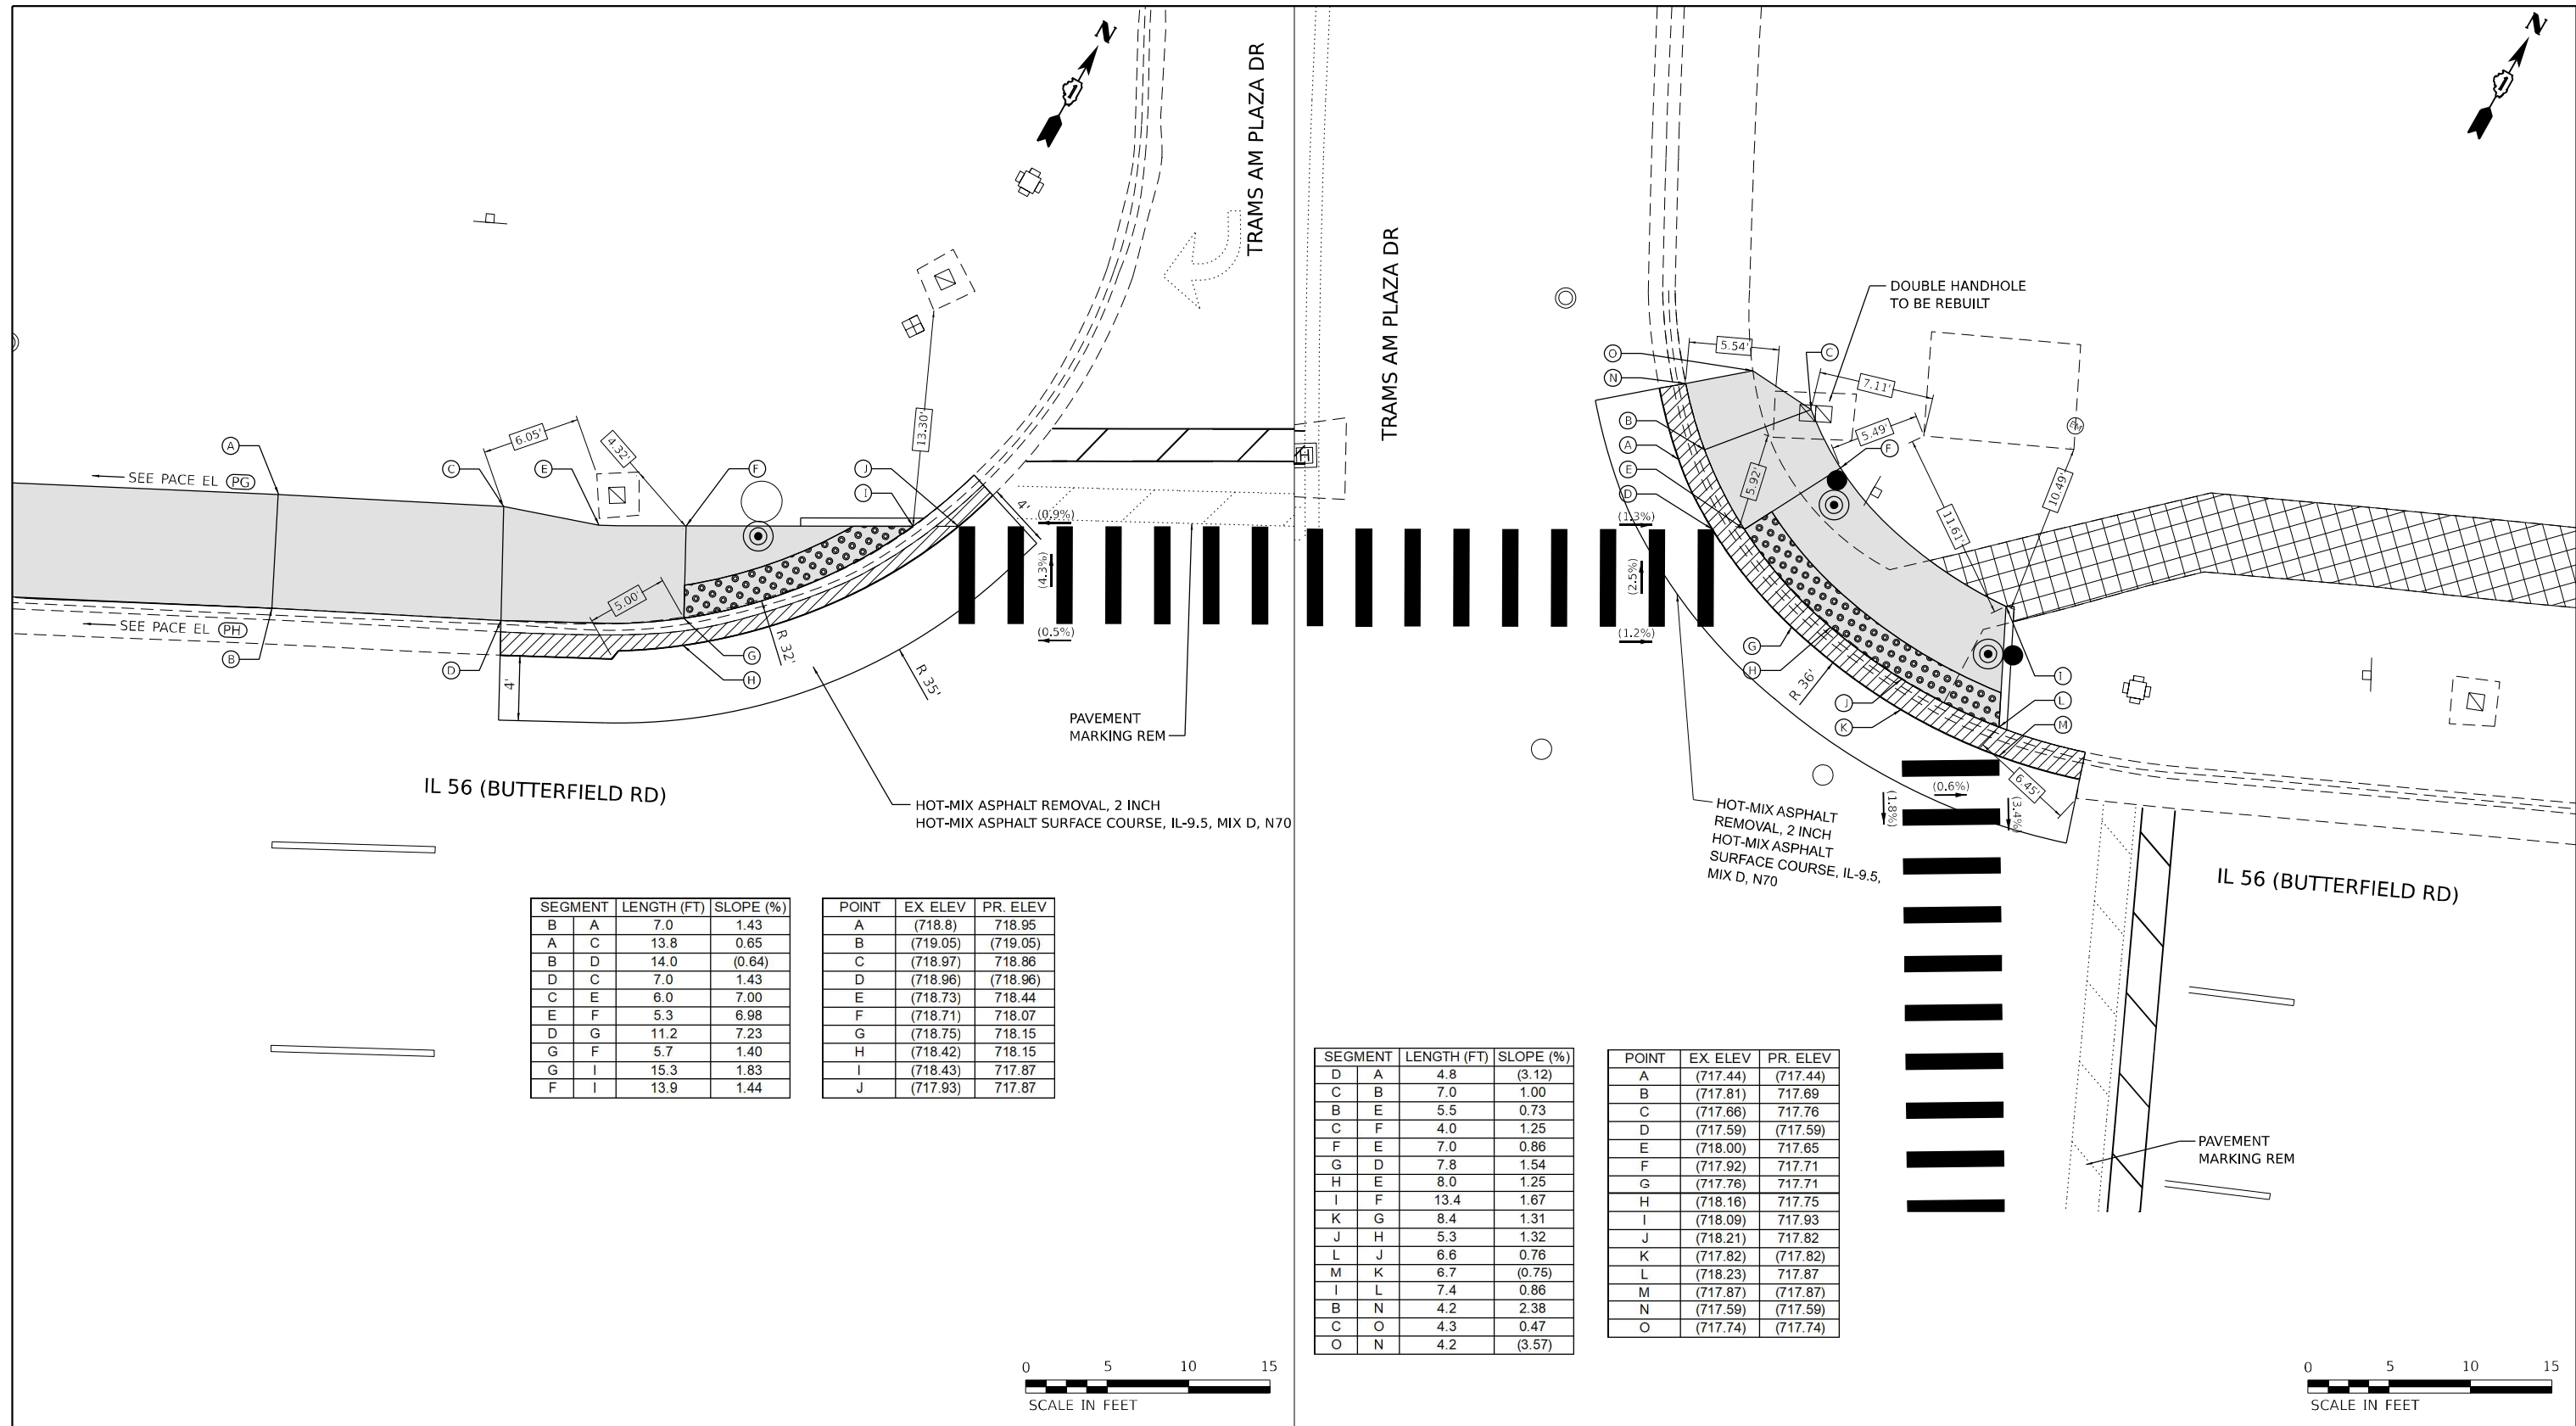 N
TRAMS AM PLAZA DR
A
SEE PACE EL PG
C
6.05'
E
4.32'
F
J
I
13.30'
4'
(0.9%)
(4.3%)
(0.5%)
SEE PACE EL PH
B
D
5.00'
4'
G
H
R 32'
R 35'
PAVEMENT
MARKING REM
IL 56 (BUTTERFIELD RD)
HOT-MIX ASPHALT REMOVAL, 2 INCH
HOT-MIX ASPHALT SURFACE COURSE, IL-9.5, MIX D, N70
SEGMENT LENGTH (FT) SLOPE (%)
B A 7.0 1.43
A C 13.8 0.65
B D 14.0 (0.64)
D C 7.0 1.43
C E 6.0 7.00
E F 5.3 6.98
D G 11.2 7.23
G F 5.7 1.40
G I 15.3 1.83
F I 13.9 1.44
POINT EX. ELEV PR. ELEV
A (718.8) 718.95
B (719.05) (719.05)
C (718.97) 718.86
D (718.96) (718.96)
E (718.73) 718.44
F (718.71) 718.07
G (718.75) 718.15
H (718.42) 718.15
I (718.43) 717.87
J (717.93) 717.87
0 5 10 15
SCALE IN FEET
N
TRAMS AM PLAZA DR
H
DOUBLE HANDHOLE
TO BE REBUILT
O
N
5.54'
C
7.11'
B
A
E
D
5.92'
5.49'
F
EM
11.61'
10.49'
(1.3%)
(2.5%)
(1.2%)
G
H
R 36'
J
K
I
L
M
6.45'
(0.6%)
(1.8%)
(3.4%)
HOT-MIX ASPHALT
REMOVAL, 2 INCH
HOT-MIX ASPHALT
SURFACE COURSE, IL-9.5,
MIX D, N70
IL 56 (BUTTERFIELD RD)
PAVEMENT
MARKING REM
SEGMENT LENGTH (FT) SLOPE (%)
D A 4.8 (3.12)
C B 7.0 1.00
B E 5.5 0.73
C F 4.0 1.25
F E 7.0 0.86
G D 7.8 1.54
H E 8.0 1.25
I F 13.4 1.67
K G 8.4 1.31
J H 5.3 1.32
L J 6.6 0.76
M K 6.7 (0.75)
I L 7.4 0.86
B N 4.2 2.38
C O 4.3 0.47
O N 4.2 (3.57)
POINT EX. ELEV PR. ELEV
A (717.44) (717.44)
B (717.81) 717.69
C (717.66) 717.76
D (717.59) (717.59)
E (718.00) 717.65
F (717.92) 717.71
G (717.76) 717.71
H (718.16) 717.75
I (718.09) 717.93
J (718.21) 717.82
K (717.82) (717.82)
L (718.23) 717.87
M (717.87) (717.87)
N (717.59) (717.59)
O (717.74) (717.74)
0 5 10 15
SCALE IN FEET